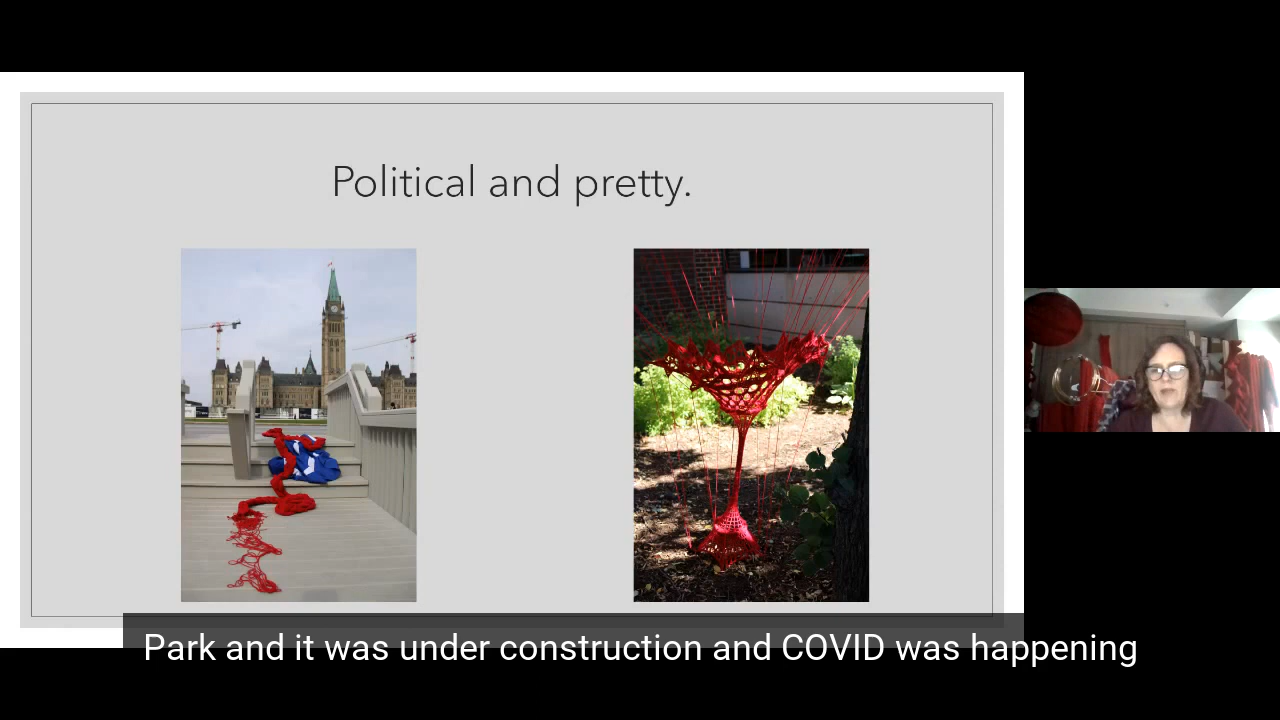 Political and pretty.
Park and it was under construction and COVID was happening